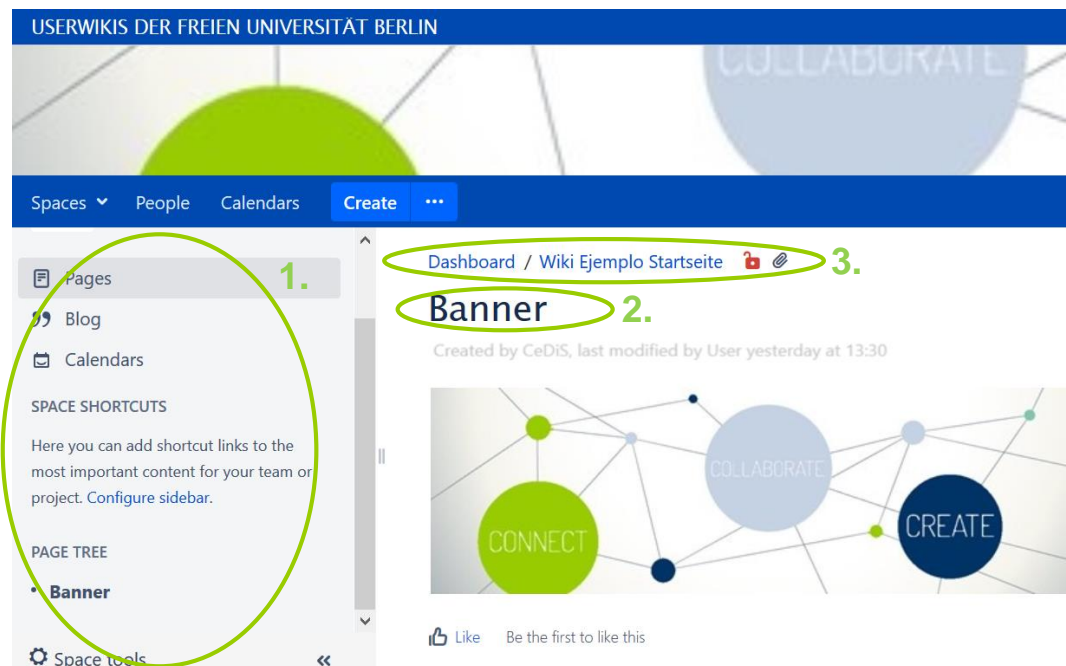 USERWIKIS DER FREIEN UNIVERSITÄT BERLIN
COLLABORATE
Spaces People Calendars Create ...
Pages
1.
Blog
Calendars
SPACE SHORTCUTS
Here you can add shortcut links to the
most important content for your team or
project. Configure sidebar.
PAGE TREE
• Banner
Space tools
Dashboard / Wiki Ejemplo Startseite
3.
Banner
2.
Created by CeDiS, last modified by User yesterday at 13:30
COLLABORATE
CONNECT
CREATE
Like Be the first to like this